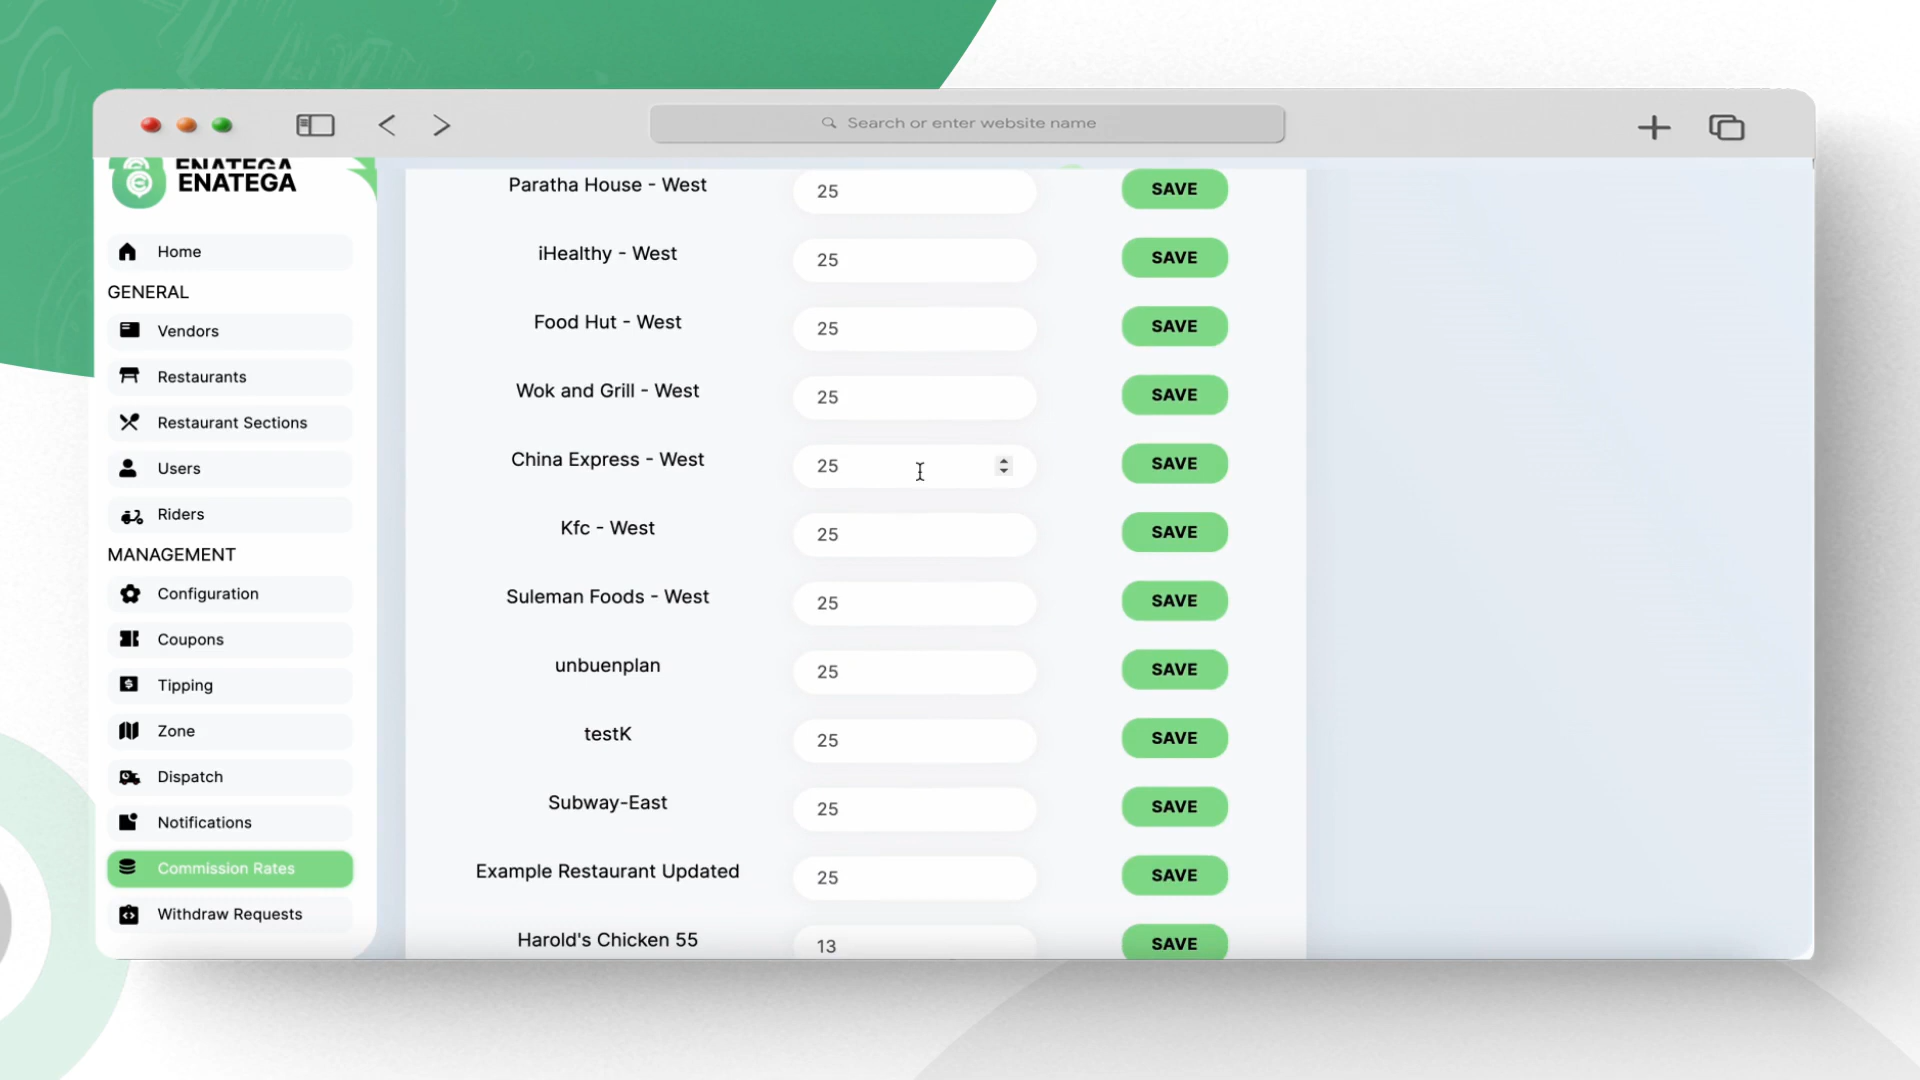 Search or enter website name
ENATEGA
ENATEGA
Home
GENERAL
Vendors
Restaurants
Restaurant Sections
Users
Riders
MANAGEMENT
Configuration
Coupons
Tipping
Zone
Dispatch
Notifications
Commission Rates
Withdraw Requests
Paratha House - West 25 SAVE
iHealthy - West 25 SAVE
Food Hut - West 25 SAVE
Wok and Grill - West 25 SAVE
China Express - West 25 SAVE
Kfc - West 25 SAVE
Suleman Foods - West 25 SAVE
unbuenplan 25 SAVE
testK 25 SAVE
Subway-East 25 SAVE
Example Restaurant Updated 25 SAVE
Harold's Chicken 55 13 SAVE